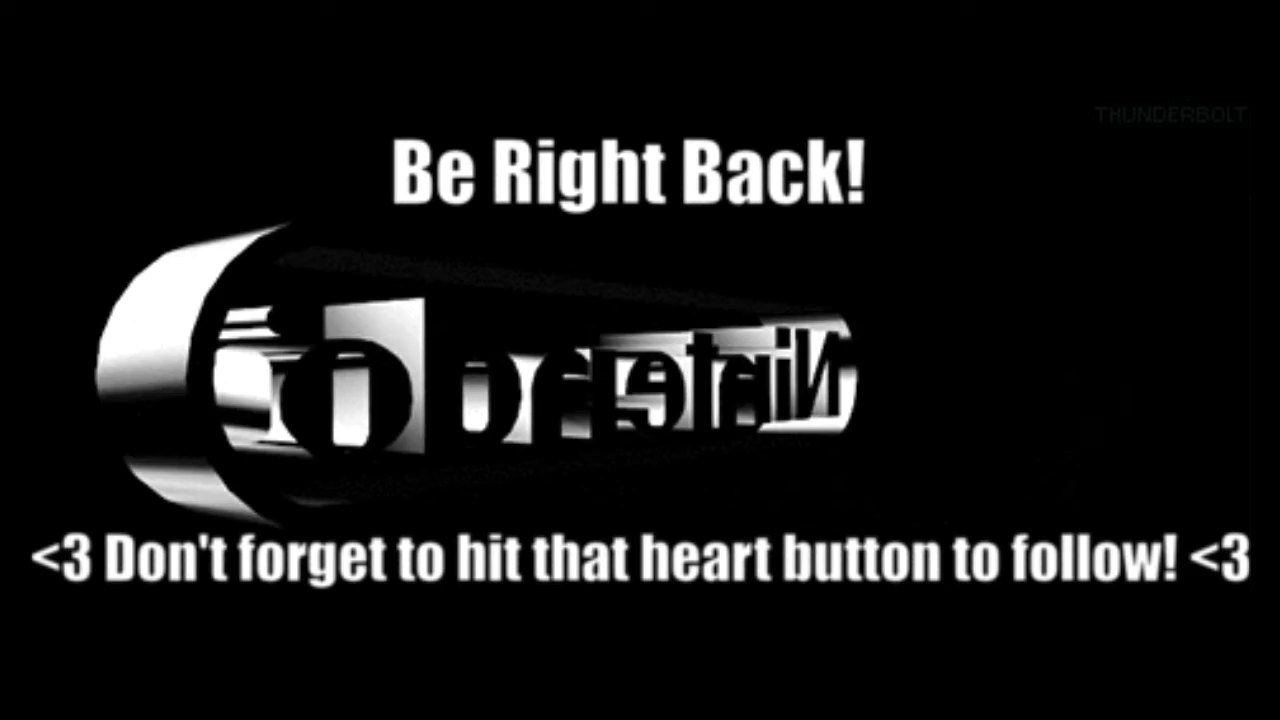 THUNDERBOLT
Be Right Back!
<3 Don't forget to hit that heart button to follow! <3